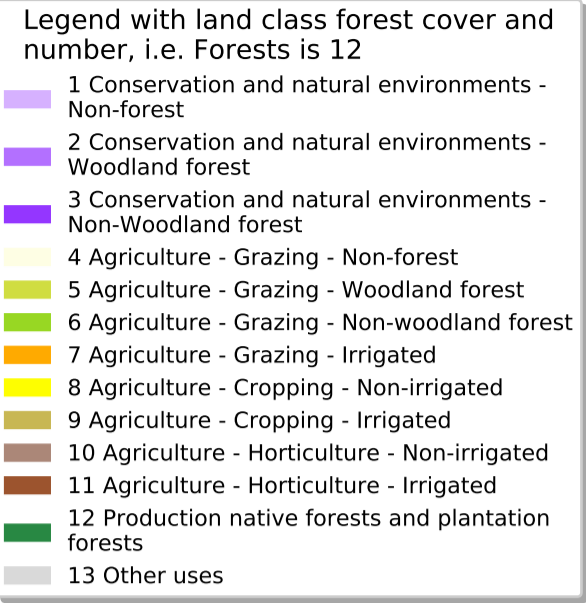 Legend with land class forest cover and
number, i.e. Forests is 12
1 Conservation and natural environments -
Non-forest
2 Conservation and natural environments -
Woodland forest
3 Conservation and natural environments -
Non-Woodland forest
4 Agriculture - Grazing - Non-forest
5 Agriculture - Grazing - Woodland forest
6 Agriculture - Grazing - Non-woodland forest
7 Agriculture - Grazing - Irrigated
8 Agriculture - Cropping - Non-irrigated
9 Agriculture - Cropping - Irrigated
10 Agriculture - Horticulture - Non-irrigated
11 Agriculture - Horticulture - Irrigated
12 Production native forests and plantation
forests
13 Other uses